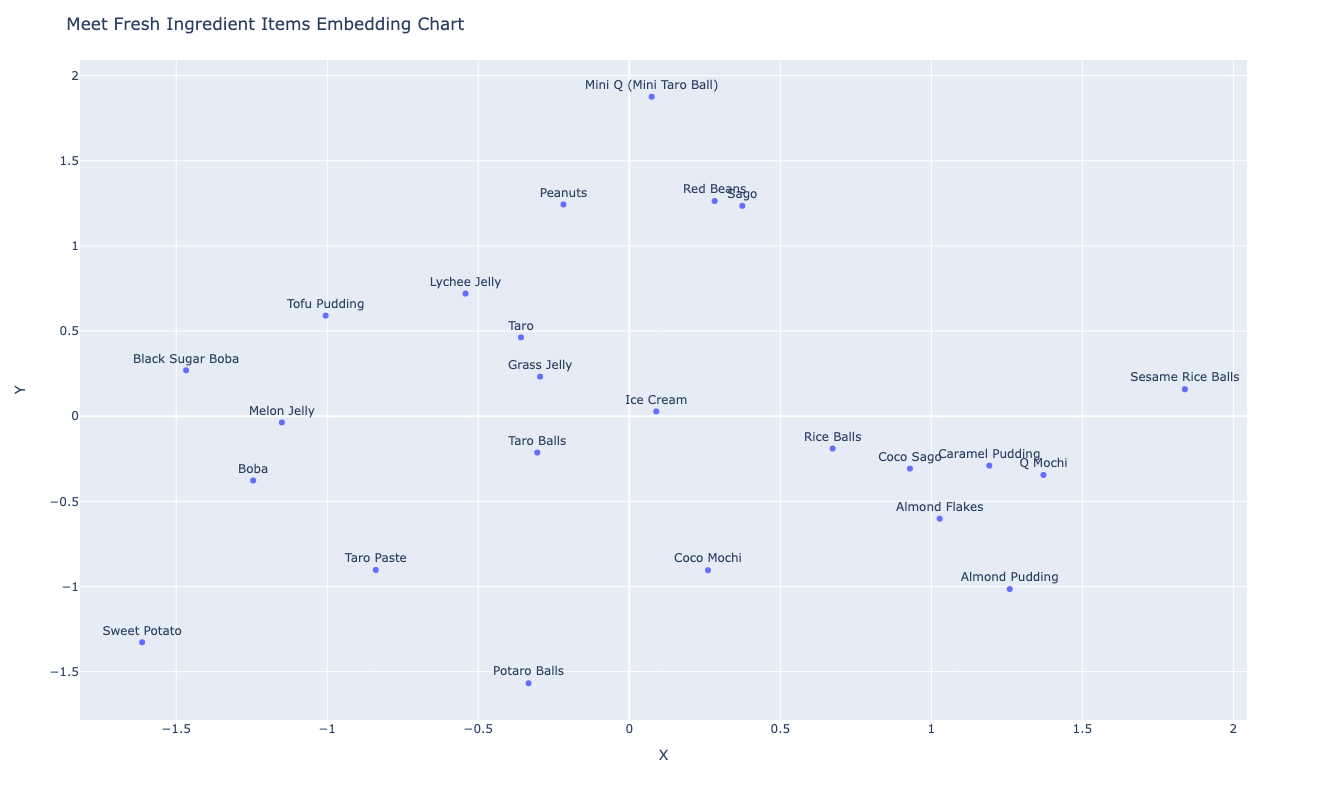 Meet Fresh Ingredient Items Embedding Chart
2
Mini Q (Mini Taro Ball)
1.5
Peanuts
Red Beans
Sago
1
Lychee Jelly
Tofu Pudding
0.5
Taro
Black Sugar Boba
Grass Jelly
Sesame Rice Balls
Y
Ice Cream
0
Melon Jelly
Taro Balls
Rice Balls
Boba
Coco Sago
Caramel Pudding
Q Mochi
−0.5
Almond Flakes
Taro Paste
Coco Mochi
−1
Almond Pudding
Sweet Potato
−1.5
Potaro Balls
−1.5 −1 −0.5 0 0.5 1 1.5 2
X